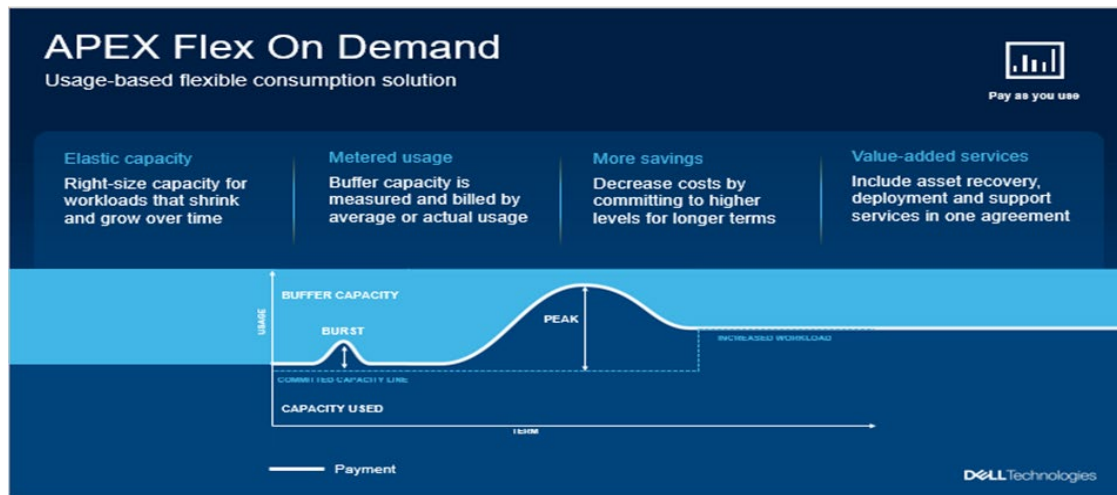 APEX Flex On Demand
Usage-based flexible consumption solution
Pay as you use
Elastic capacity
Right-size capacity for
workloads that shrink
and grow over time
Metered usage
Buffer capacity is
measured and billed by
average or actual usage
More savings
Decrease costs by
committing to higher
levels for longer terms
Value-added services
Include asset recovery,
deployment and support
services in one agreement
BUFFER CAPACITY
USAGE
BURST
PEAK
INCREASED WORKLOAD
COMMITTED CAPACITY LINE
CAPACITY USED
TERM
Payment
DELLTechnologies